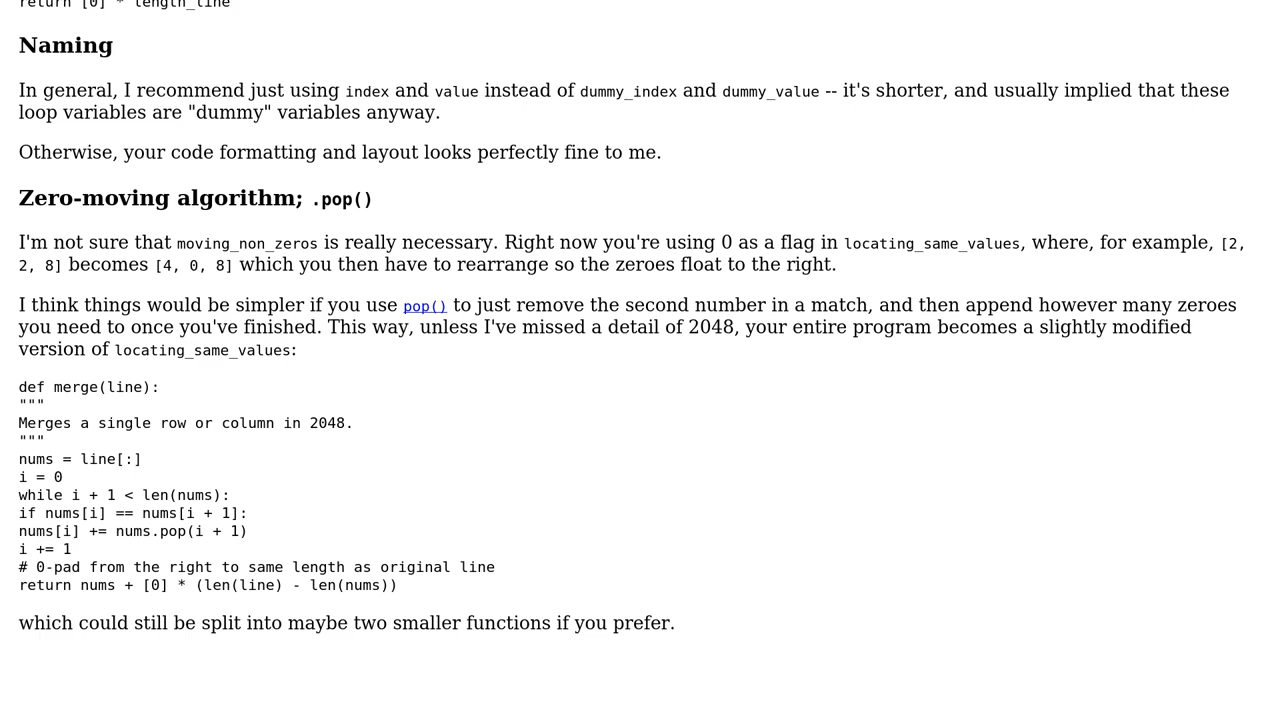 return [0] * length_line
Naming
In general, I recommend just using index and value instead of dummy_index and dummy_value -- it's shorter, and usually implied that these
loop variables are "dummy" variables anyway.
Otherwise, your code formatting and layout looks perfectly fine to me.
Zero-moving algorithm; .pop()
I'm not sure that moving_non_zeros is really necessary. Right now you're using 0 as a flag in locating_same_values, where, for example, [2,
2, 8] becomes [4, 0, 8] which you then have to rearrange so the zeroes float to the right.
I think things would be simpler if you use pop() to just remove the second number in a match, and then append however many zeroes
you need to once you've finished. This way, unless I've missed a detail of 2048, your entire program becomes a slightly modified
version of locating_same_values:
def merge(line):
"""
Merges a single row or column in 2048.
"""
nums = line[:]
i = 0
while i + 1 < len(nums):
if nums[i] == nums[i + 1]:
nums[i] += nums.pop(i + 1)
i += 1
# 0-pad from the right to same length as original line
return nums + [0] * (len(line) - len(nums))
which could still be split into maybe two smaller functions if you prefer.